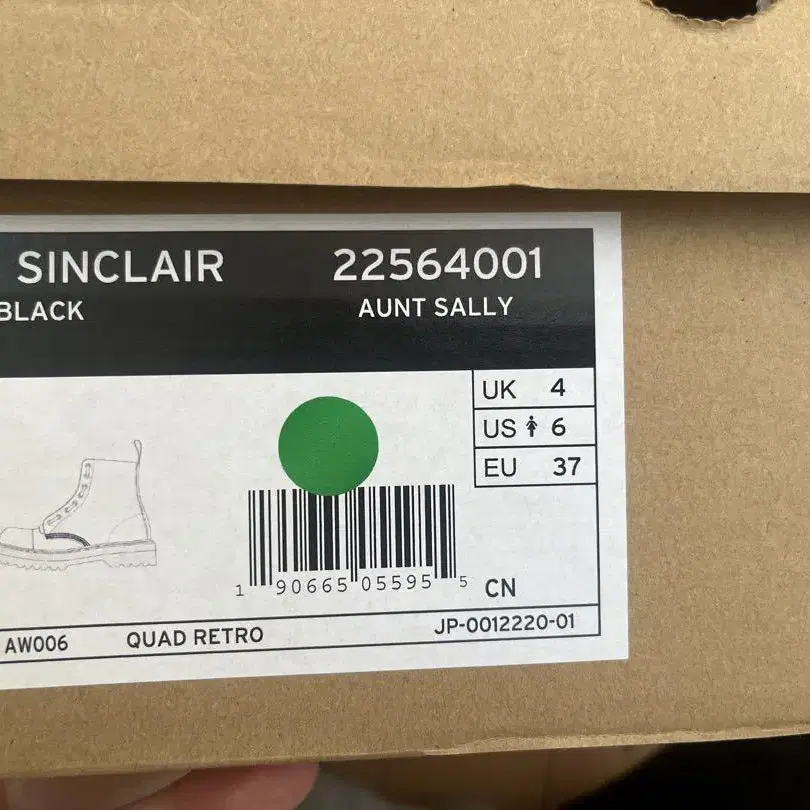 SINCLAIR 22564001
BLACK AUNT SALLY
UK 4
US 6
EU 37
1 90665 05595 5 CN
AW006 QUAD RETRO JP-0012220-01